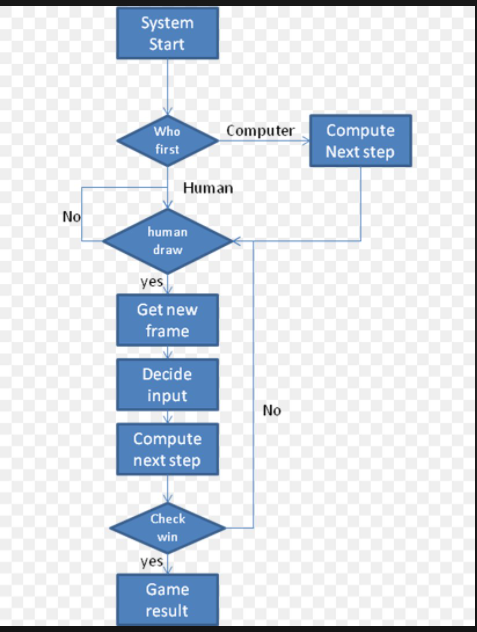 System
Start
Who
first
Computer
Compute
Next step
Human
No
human
draw
yes
Get new
frame
Decide
input
No
Compute
next step
Check
win
yes
Game
result